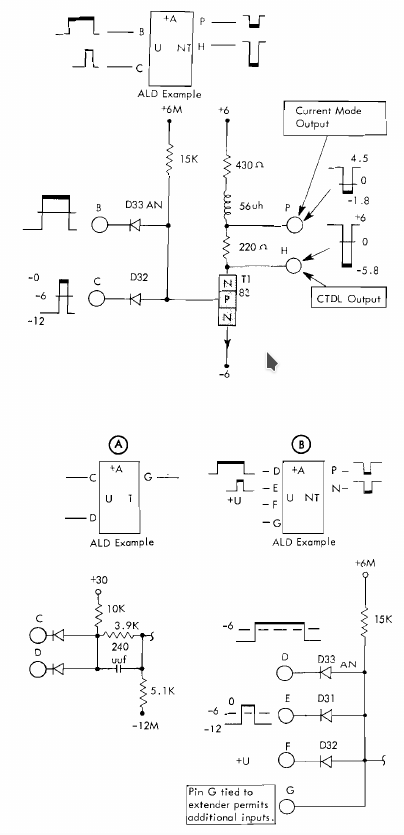 +A
B
C
U
NT
P
H
ALD Example
+6M
+6
15K
430 Ω
56uh
220 Ω
Current Mode
Output
4.5
0
-1.8
P
B
D33 AN
+6
0
-5.8
H
C
D32
-0
-6
-12
N
P
N
T1
82
CTDL Output
-6
A
C
D
+A
U
T
G
ALD Example
B
D
E
F
G
+U
+A
U
NT
P
N
ALD Example
+30
10K
C
D
3.9K
240
uuf
5.1K
-12M
+6M
15K
-6
D
D33 AN
0
-6
-12
E
D31
+U
F
D32
G
Pin G tied to
extender permits
additional inputs.